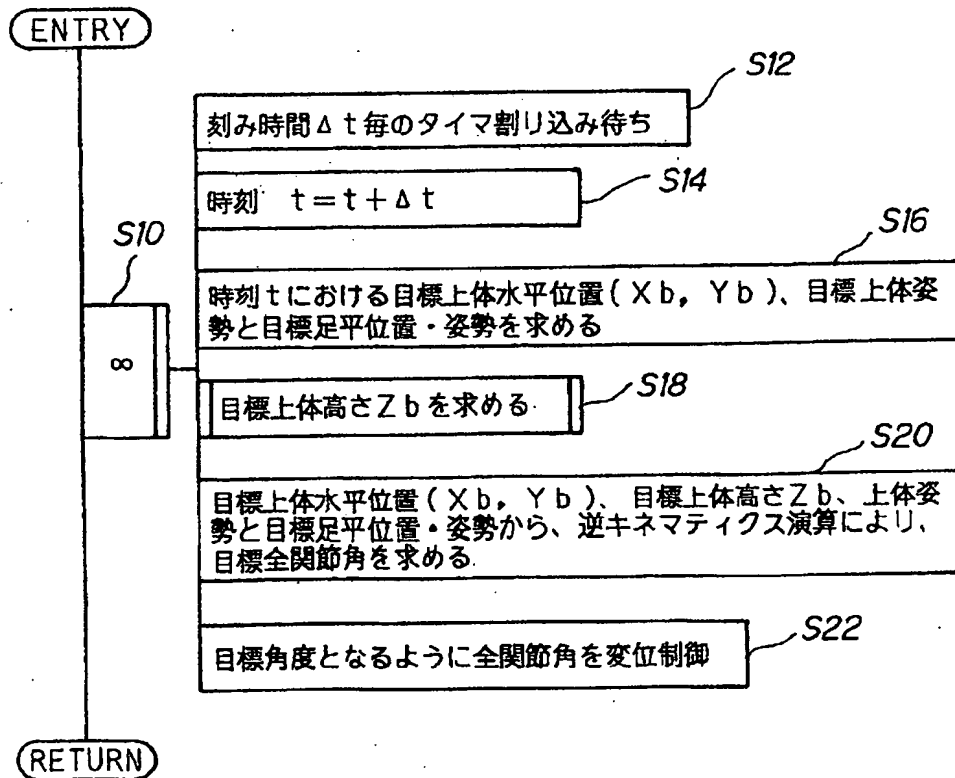 ENTRY
S12
刻み時間Δt毎のタイマ割り込み待ち
S14
時刻 t=t+Δt
S10
S16
時刻tにおける目標上体水平位置(Xb, Yb)、目標上体姿
勢と目標足平位置・姿勢を求める
∞
S18
目標上体高さZbを求める
S20
目標上体水平位置(Xb, Yb)、目標上体高さZb、上体姿
勢と目標足平位置・姿勢から、逆キネマティクス演算により、
目標全関節角を求める
S22
目標角度となるように全関節角を変位制御
RETURN